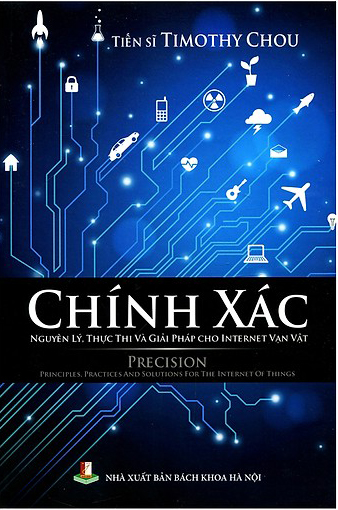 TIẾN SĨ TIMOTHY CHOU
CHÍNH XÁC
NGUYÊN LÝ, THỰC THI VÀ GIẢI PHÁP CHO INTERNET VẠN VẬT
PRECISION
PRINCIPLES, PRACTICES AND SOLUTIONS FOR THE INTERNET OF THINGS
NHÀ XUẤT BẢN BÁCH KHOA HÀ NỘI